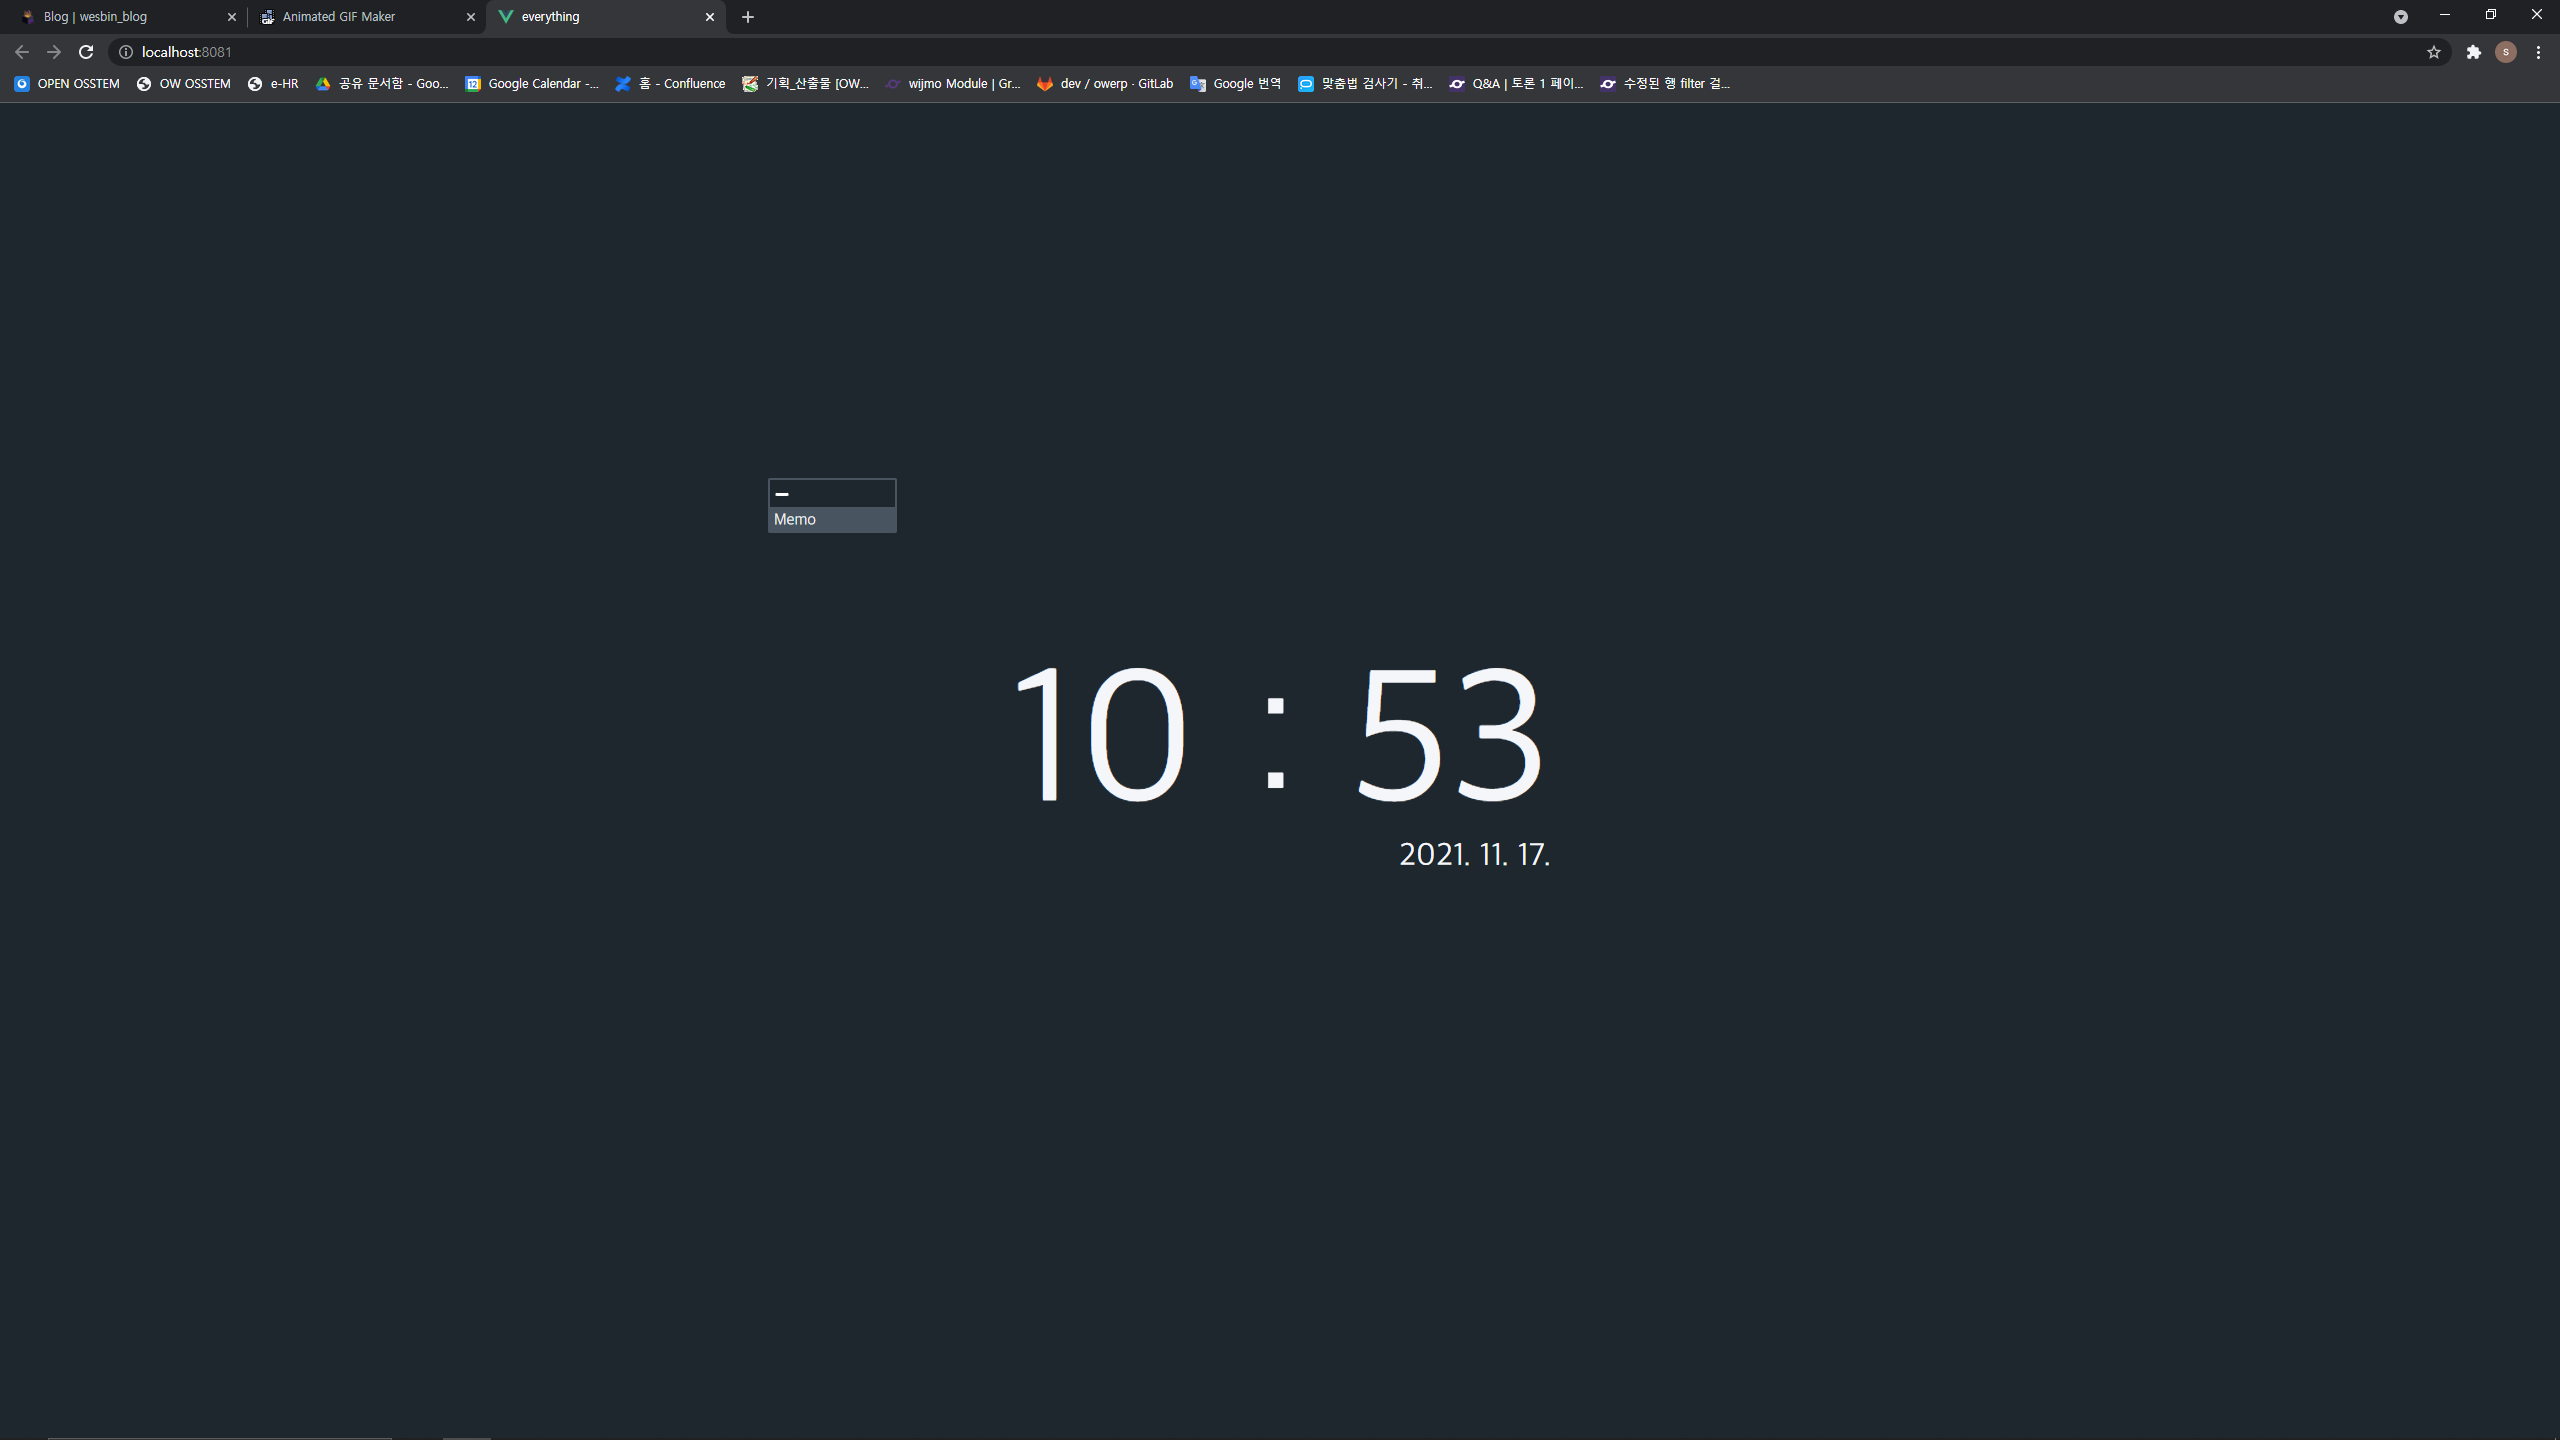 Blog | wesbin_blog
Animated GIF Maker
everything
localhost:8081
S
OPEN OSSTEM
OW OSSTEM
e-HR
공유 문서함 - Goo...
Google Calendar -...
홈 - Confluence
기획_산출물 [OW...
wijmo Module | Gr...
dev / owerp · GitLab
Google 번역
맞춤법 검사기 - 취...
Q&A | 토론 1 페이...
수정된 행 filter 걸...
Memo
10 : 53
2021. 11. 17.